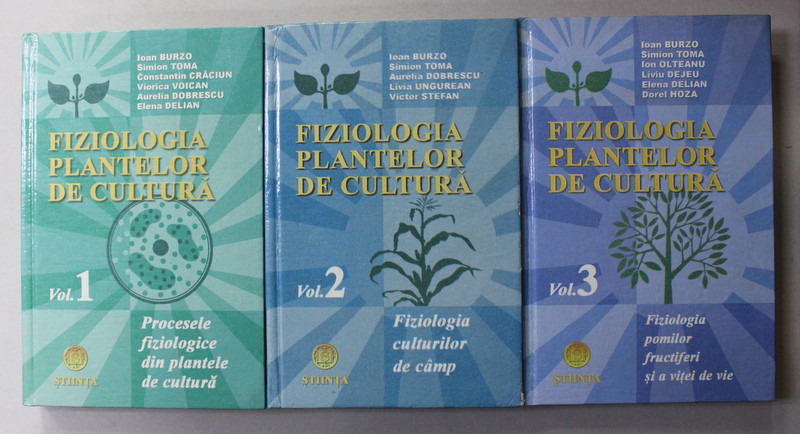 Ioan BURZO
Simion TOMA
Constantin CRĂCIUN
Viorica VOICAN
Aurelia DOBRESCU
Elena DELIAN
FIZIOLOGIA
PLANTELOR
DE CULTURĂ
Vol.1
Procesele
fiziologice
din plantele
de cultură
ŞTIINŢA
Ioan BURZO
Simion TOMA
Aurelia DOBRESCU
Livia UNGUREAN
Victor ŞTEFAN
FIZIOLOGIA
PLANTELOR
DE CULTURĂ
Vol.2
Fiziologia
culturilor
de câmp
ŞTIINŢA
Ioan BURZO
Simion TOMA
Ion OLTEANU
Liviu DEJEU
Elena DELIAN
Dorel HOZA
FIZIOLOGIA
PLANTELOR
DE CULTURĂ
Vol.3
Fiziologia
pomilor
fructiferi
şi a viţei de vie
ŞTIINŢA